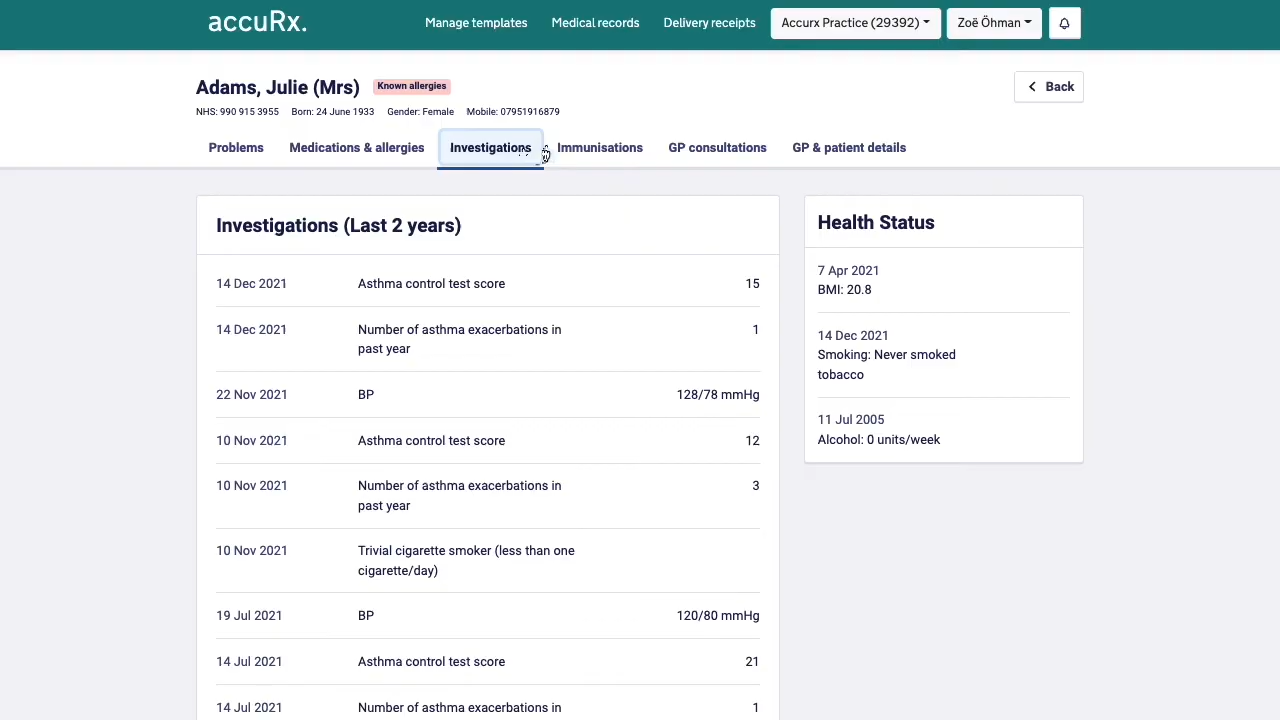 accuRx.
Manage templates
Medical records
Delivery receipts
Accurx Practice (29392)
Zoë Öhman
Adams, Julie (Mrs)
Known allergies
Back
NHS: 990 915 3955 Born: 24 June 1933 Gender: Female Mobile: 07951916879
Problems
Medications & allergies
Investigations
Immunisations
GP consultations
GP & patient details
Investigations (Last 2 years)
14 Dec 2021 Asthma control test score 15
14 Dec 2021 Number of asthma exacerbations in 1
past year
22 Nov 2021 BP 128/78 mmHg
10 Nov 2021 Asthma control test score 12
10 Nov 2021 Number of asthma exacerbations in 3
past year
10 Nov 2021 Trivial cigarette smoker (less than one
cigarette/day)
19 Jul 2021 BP 120/80 mmHg
14 Jul 2021 Asthma control test score 21
14 Jul 2021 Number of asthma exacerbations in 1
Health Status
7 Apr 2021
BMI: 20.8
14 Dec 2021
Smoking: Never smoked
tobacco
11 Jul 2005
Alcohol: 0 units/week